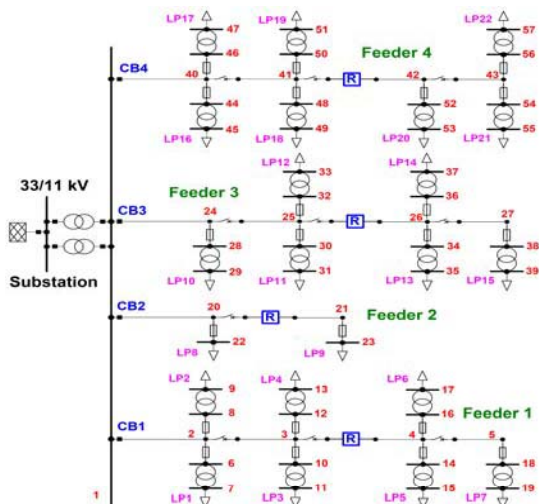 LP17 LP19 LP22
47 51 57
46 50 56
CB4 40 41 R 42 43 Feeder 4
44 48 52 54
45 49 53 55
LP16 LP18 LP20 LP21
LP12 LP14
33 37
33/11 kV Feeder 3 32 36
CB3 24 25 R 26 27
28 30 34 38
29 31 35 39
Substation LP10 LP11 LP13 LP15
CB2 20 R 21 Feeder 2
LP8 22 LP9 23
LP2 LP4 LP6
9 13 17
8 12 16 Feeder 1
CB1 2 3 R 4 5
6 10 14 18
7 11 15 19
1 LP1 LP3 LP5 LP7